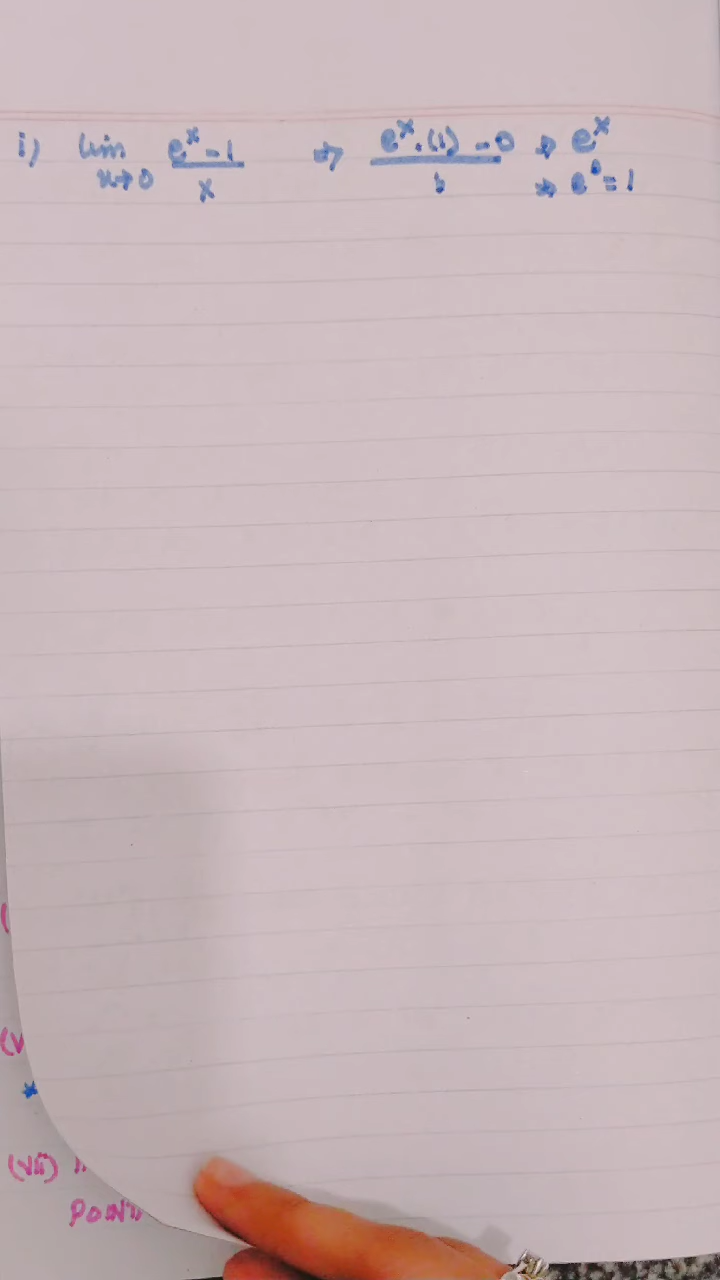 i) lim x→0 e^x - 1 / x ⇒ e^x . (1) - 0 / 1 ⇒ e^x
⇒ e^0 = 1
(
(v
*
(vii)
POINT